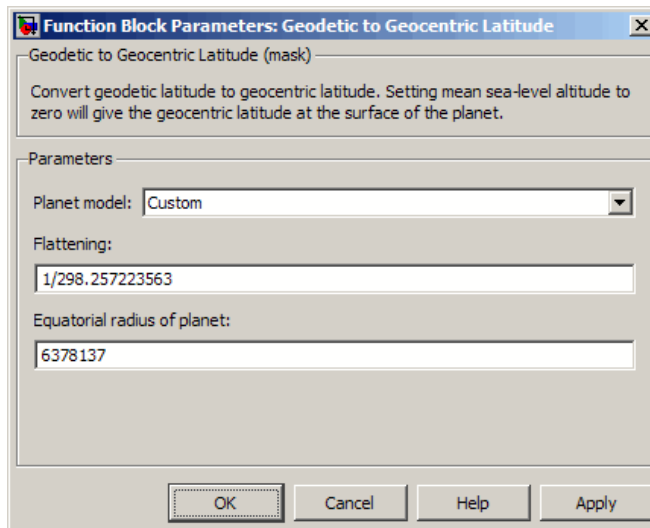 Function Block Parameters: Geodetic to Geocentric Latitude
Geodetic to Geocentric Latitude (mask)
Convert geodetic latitude to geocentric latitude. Setting mean sea-level altitude to
zero will give the geocentric latitude at the surface of the planet.
Parameters
Planet model: Custom
Flattening:
1/298.257223563
Equatorial radius of planet:
6378137
OK Cancel Help Apply